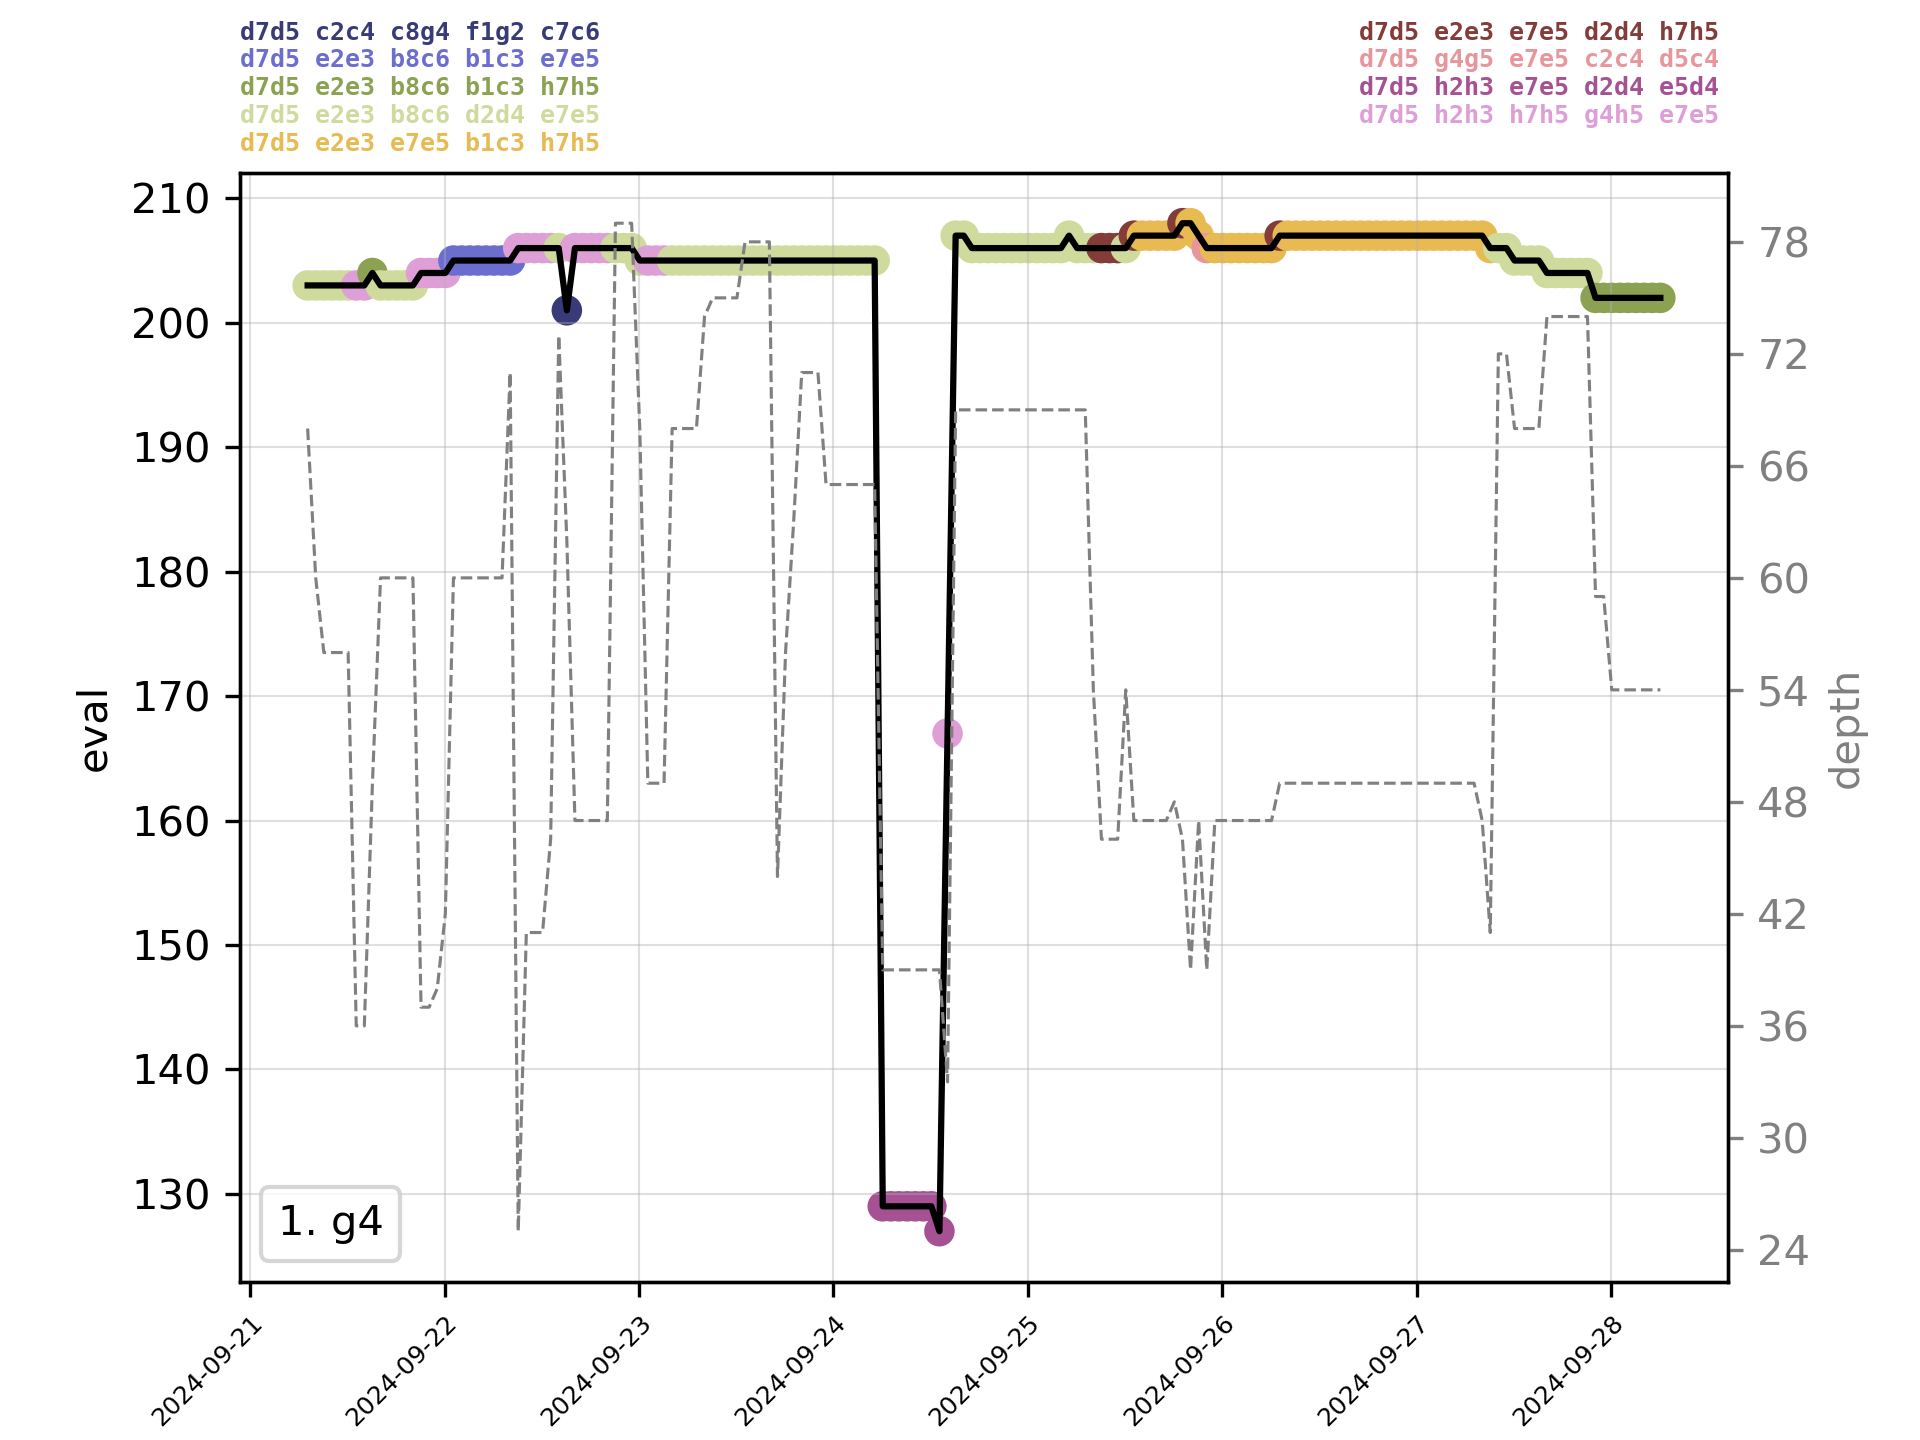 d7d5 c2c4 c8g4 f1g2 c7c6
d7d5 e2e3 b8c6 b1c3 e7e5
d7d5 e2e3 b8c6 b1c3 h7h5
d7d5 e2e3 b8c6 d2d4 e7e5
d7d5 e2e3 e7e5 b1c3 h7h5
d7d5 e2e3 e7e5 d2d4 h7h5
d7d5 g4g5 e7e5 c2c4 d5c4
d7d5 h2h3 e7e5 d2d4 e5d4
d7d5 h2h3 h7h5 g4h5 e7e5
210
200
190
180
170
160
150
140
130
eval
78
72
66
60
54
48
42
36
30
24
depth
1. g4
2024-09-21
2024-09-22
2024-09-23
2024-09-24
2024-09-25
2024-09-26
2024-09-27
2024-09-28